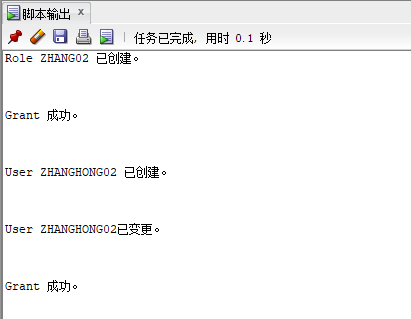 脚本输出 x
任务已完成, 用时 0.1 秒
Role ZHANG02 已创建。
Grant 成功。
User ZHANGHONG02 已创建。
User ZHANGHONG02已变更。
Grant 成功。